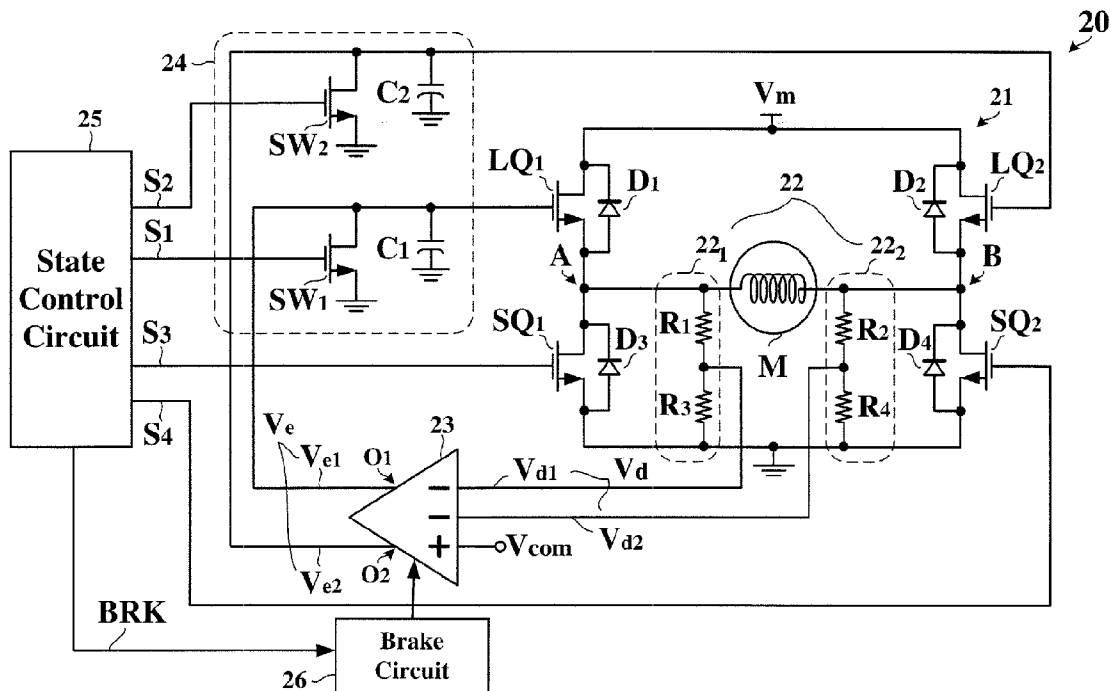 20
24
C2
SW2
Vm
21
25
LQ1
D1
D2
LQ2
S2
22
S1
C1
A
221
222
B
State
Control
Circuit
SW1
SQ1
R1
R2
SQ2
S3
D3
M
D4
R3
R4
S4
Ve
23
Ve1
O1
Vd1
Vd
−
−
+
Vcom
Vd2
Ve2
O2
BRK
Brake
Circuit
26